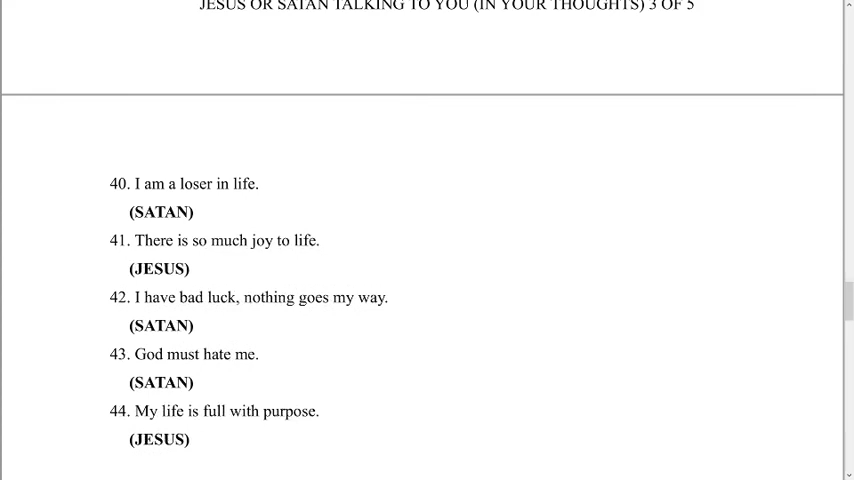 JESUS OR SATAN TALKING TO YOU (IN YOUR THOUGHTS) 3 OF 5
40. I am a loser in life.
(SATAN)
41. There is so much joy to life.
(JESUS)
42. I have bad luck, nothing goes my way.
(SATAN)
43. God must hate me.
(SATAN)
44. My life is full with purpose.
(JESUS)